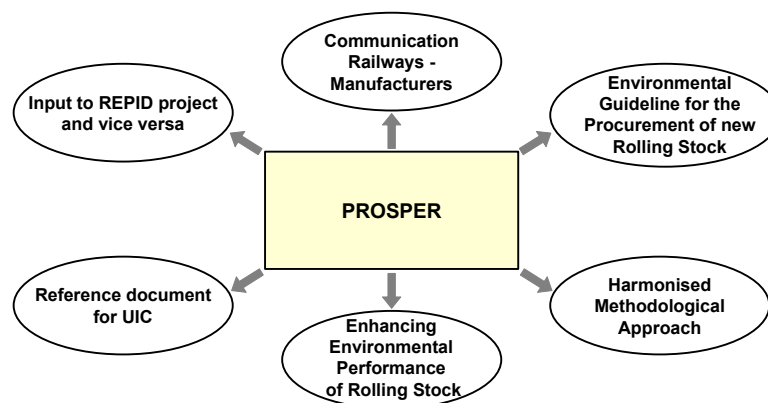 Communication
Railways -
Manufacturers
Input to REPID project
and vice versa
Environmental
Guideline for the
Procurement of new
Rolling Stock
PROSPER
Reference document
for UIC
Enhancing
Environmental
Performance
of Rolling Stock
Harmonised
Methodological
Approach